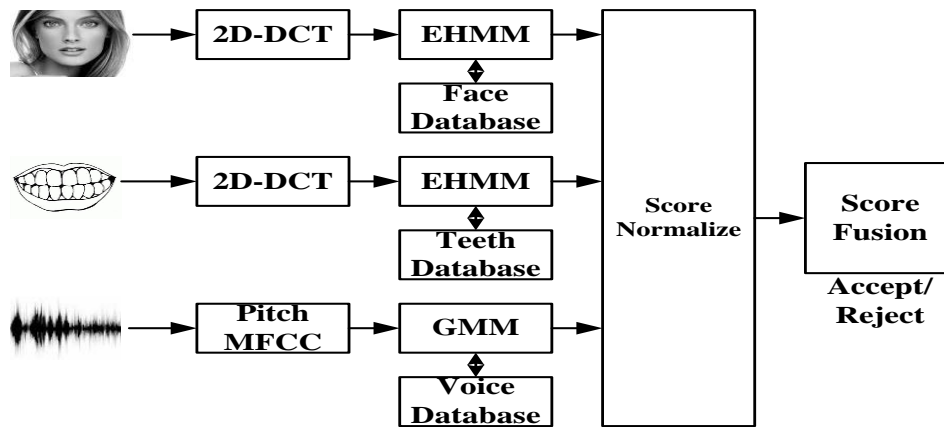 2D-DCT
EHMM
Face
Database
2D-DCT
EHMM
Teeth
Database
Pitch
MFCC
GMM
Voice
Database
Score
Normalize
Score
Fusion
Accept/
Reject